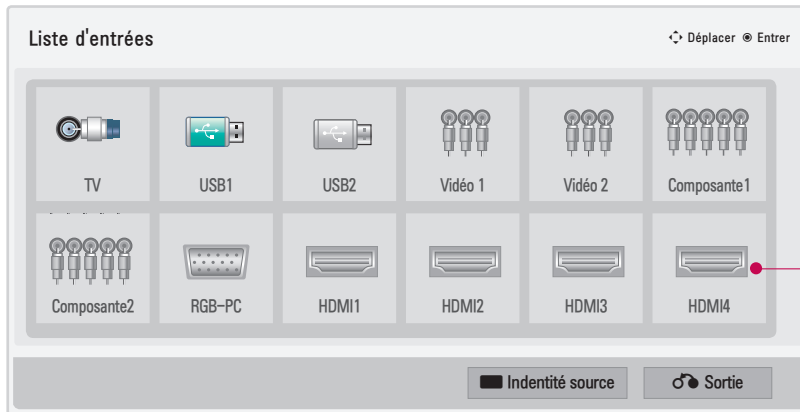 Liste d'entrées
Déplacer Entrer
TV USB1 USB2 Vidéo 1 Vidéo 2 Composante1
Composante2 RGB-PC HDMI1 HDMI2 HDMI3 HDMI4
Indentité source Sortie